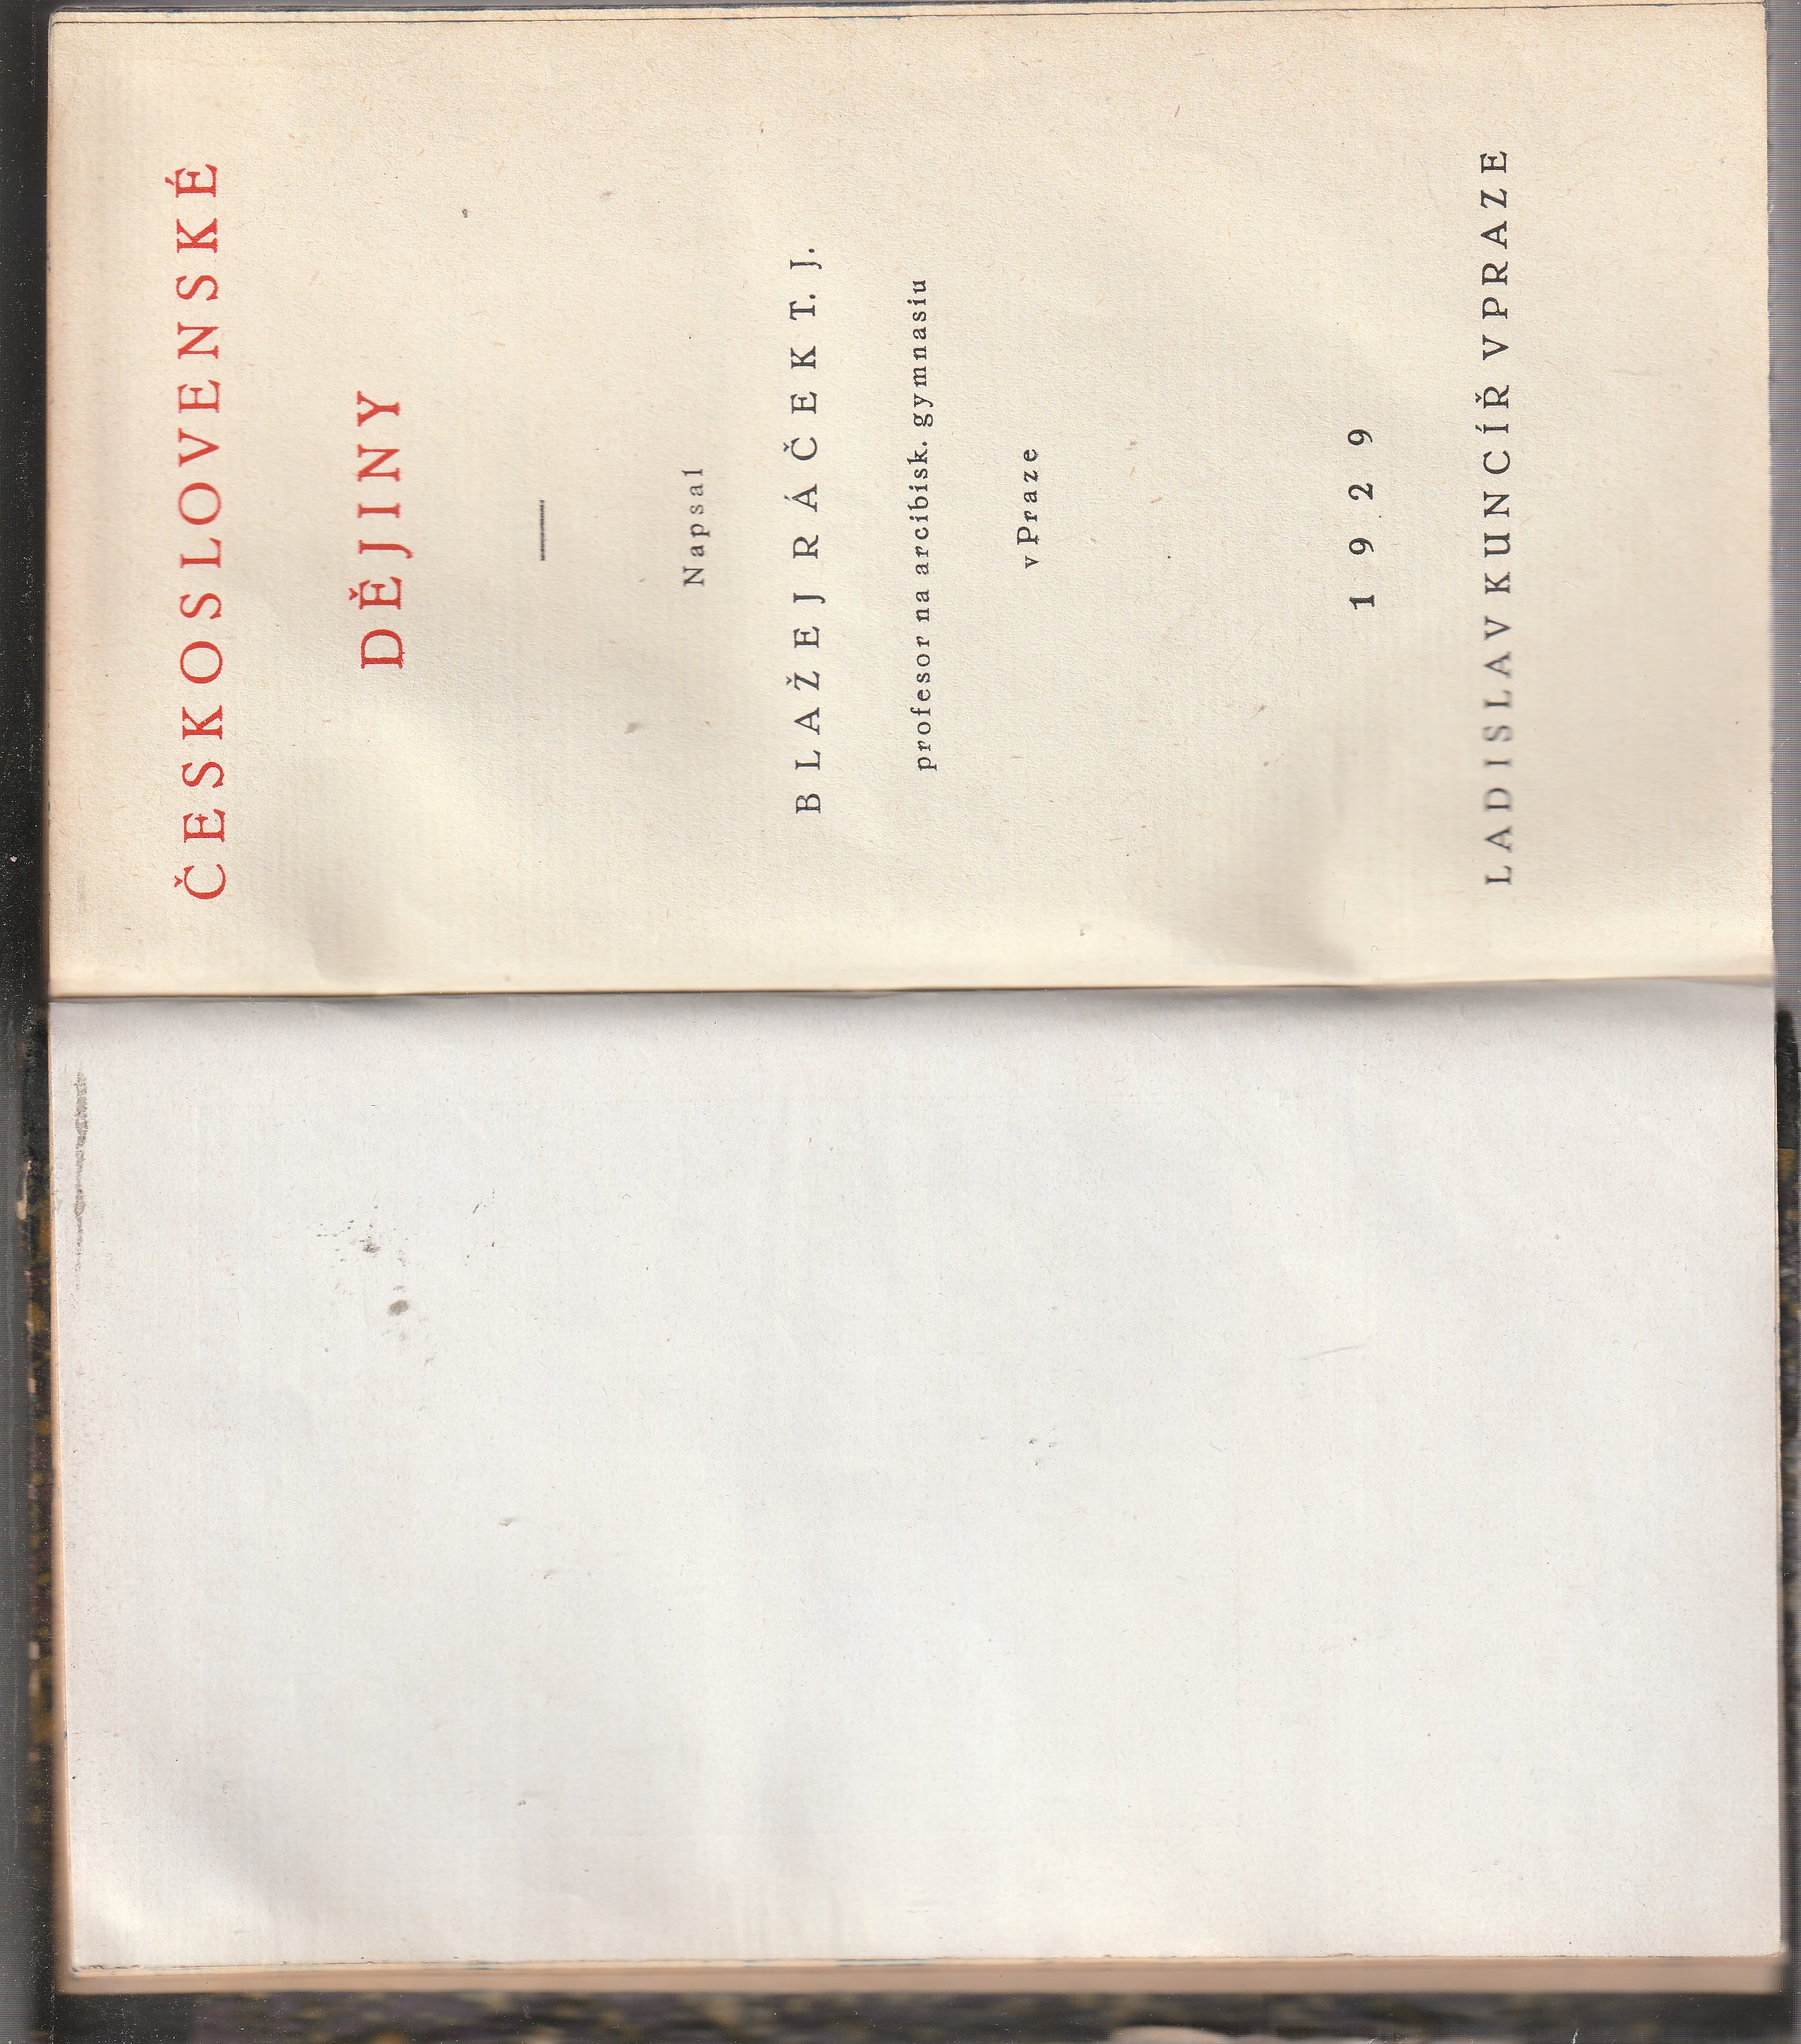 ČESKOSLOVENSKÉ
DĚJINY
Napsal
BLAŽEJ RÁČEK T. J.
profesor na arcibisk. gymnasiu
v Praze
1929
LADISLAV KUNCÍŘ V PRAZE